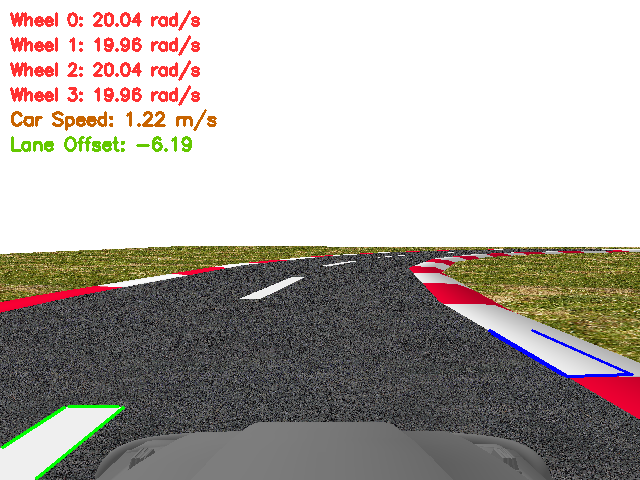 Wheel 0: 20.04 rad/s
Wheel 1: 19.96 rad/s
Wheel 2: 20.04 rad/s
Wheel 3: 19.96 rad/s
Car Speed: 1.22 m/s
Lane Offset: -6.19